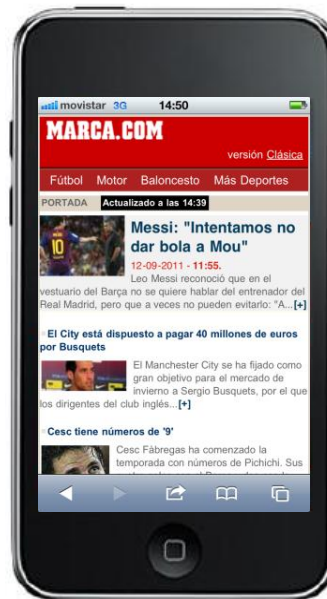 movistar 3G 14:50
MARCA.COM
versión Clásica
Fútbol Motor Baloncesto Más Deportes
PORTADA Actualizado a las 14:39
Messi: "Intentamos no
dar bola a Mou"
12-09-2011 - 11:55.
Leo Messi reconoció que en el
vestuario del Barça no se quiere hablar del entrenador del
Real Madrid, pero que a veces no pueden evitarlo: "A...[+]
El City está dispuesto a pagar 40 millones de euros
por Busquets
El Manchester City se ha fijado como
gran objetivo para el mercado de
invierno a Sergio Busquets, por el que
los dirigentes del club inglés...[+]
Cesc tiene números de '9'
Cesc Fàbregas ha comenzado la
temporada con números de Pichichi. Sus